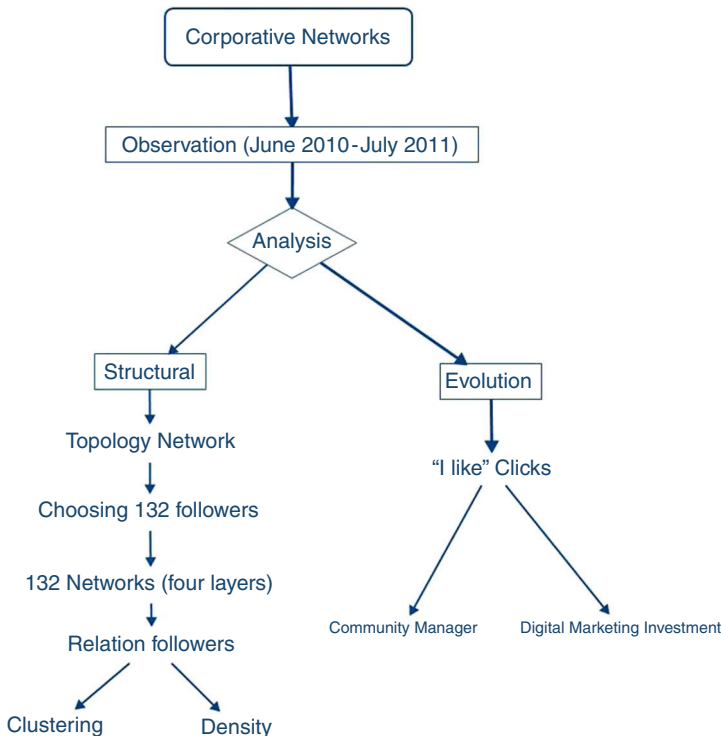 Corporative Networks
Observation (June 2010-July 2011)
Analysis
Structural
Evolution
Topology Network
“I like” Clicks
Choosing 132 followers
132 Networks (four layers)
Community Manager
Digital Marketing Investment
Relation followers
Clustering
Density